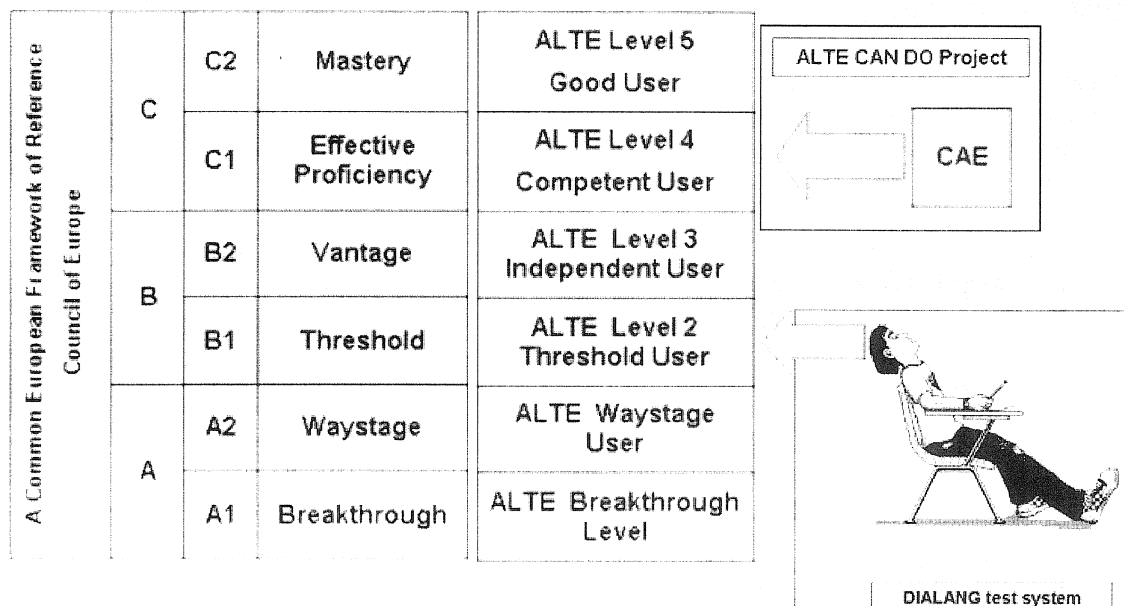 A Common European Framework of Reference
Council of Europe
C
C2
Mastery
ALTE Level 5
Good User
C1
Effective
Proficiency
ALTE Level 4
Competent User
B
B2
Vantage
ALTE Level 3
Independent User
B1
Threshold
ALTE Level 2
Threshold User
A
A2
Waystage
ALTE Waystage
User
A1
Breakthrough
ALTE Breakthrough
Level
ALTE CAN DO Project
CAE
DIALANG test system